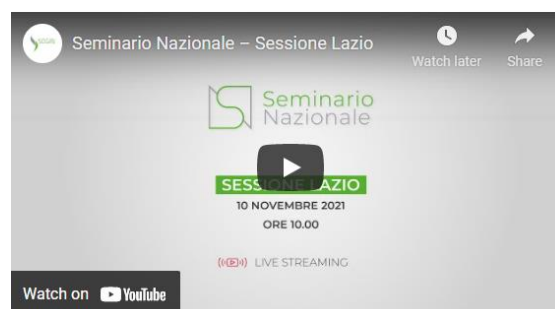 Seminario Nazionale – Sessione Lazio
Watch later
Share
Seminario
Nazionale
SESSIONE LAZIO
10 NOVEMBRE 2021
ORE 10.00
LIVE STREAMING
Watch on YouTube